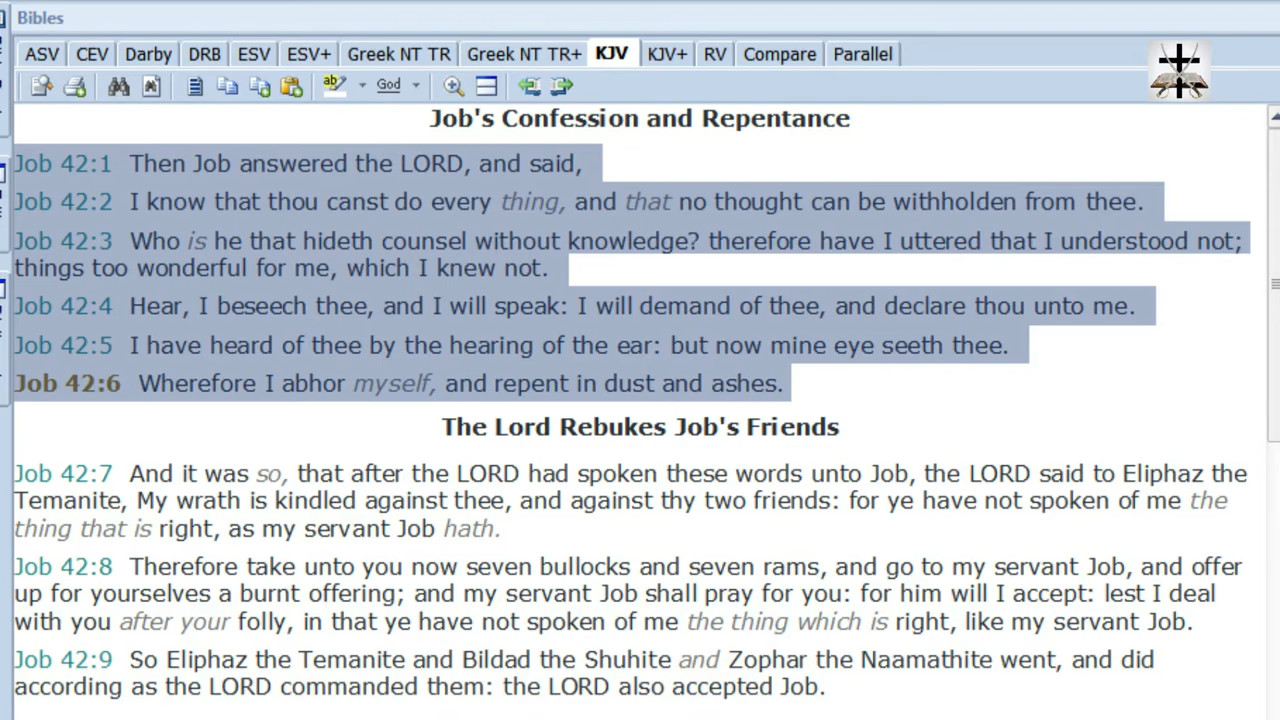 Bibles
ASV CEV Darby DRB ESV ESV+ Greek NT TR Greek NT TR+ KJV KJV+ RV Compare Parallel
ab God
Job's Confession and Repentance
Job 42:1 Then Job answered the LORD, and said,
Job 42:2 I know that thou canst do every thing, and that no thought can be withholden from thee.
Job 42:3 Who is he that hideth counsel without knowledge? therefore have I uttered that I understood not;
things too wonderful for me, which I knew not.
Job 42:4 Hear, I beseech thee, and I will speak: I will demand of thee, and declare thou unto me.
Job 42:5 I have heard of thee by the hearing of the ear: but now mine eye seeth thee.
Job 42:6 Wherefore I abhor myself, and repent in dust and ashes.
The Lord Rebukes Job's Friends
Job 42:7 And it was so, that after the LORD had spoken these words unto Job, the LORD said to Eliphaz the
Temanite, My wrath is kindled against thee, and against thy two friends: for ye have not spoken of me the
thing that is right, as my servant Job hath.
Job 42:8 Therefore take unto you now seven bullocks and seven rams, and go to my servant Job, and offer
up for yourselves a burnt offering; and my servant Job shall pray for you: for him will I accept: lest I deal
with you after your folly, in that ye have not spoken of me the thing which is right, like my servant Job.
Job 42:9 So Eliphaz the Temanite and Bildad the Shuhite and Zophar the Naamathite went, and did
according as the LORD commanded them: the LORD also accepted Job.